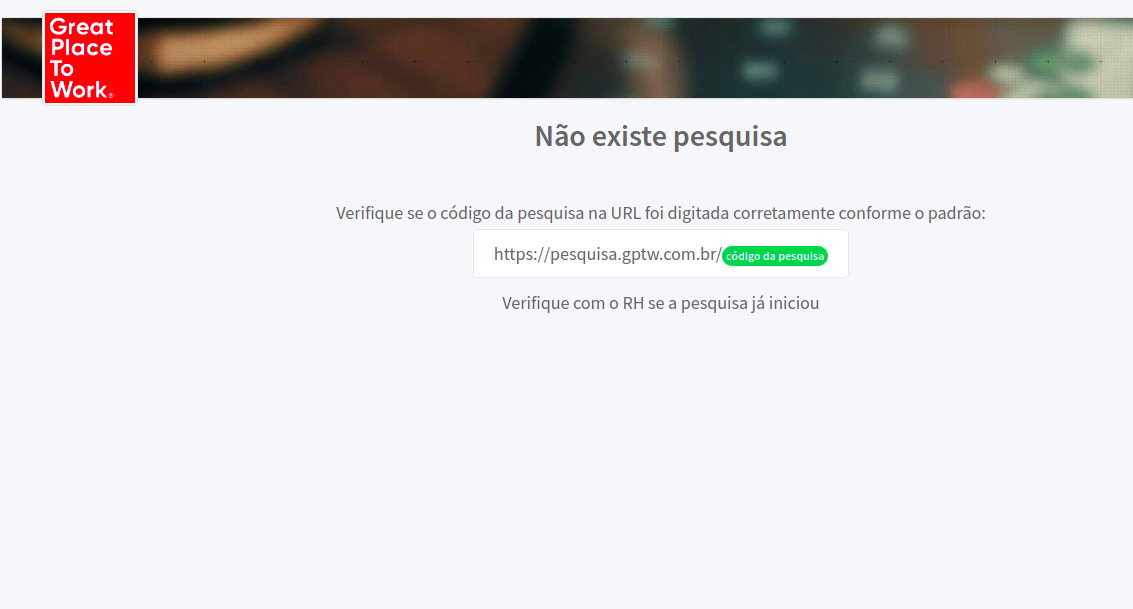 Great
Place
To
Work®
Não existe pesquisa
Verifique se o código da pesquisa na URL foi digitada corretamente conforme o padrão:
https://pesquisa.gptw.com.br/código da pesquisa
Verifique com o RH se a pesquisa já iniciou